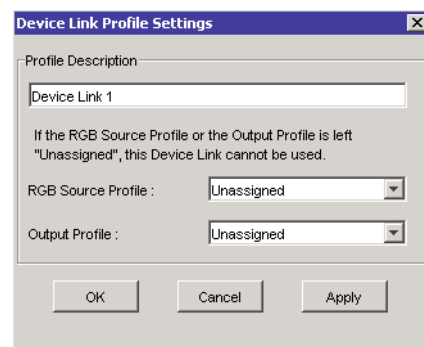 Device Link Profile Settings
Profile Description
Device Link 1
If the RGB Source Profile or the Output Profile is left
"Unassigned", this Device Link cannot be used.
RGB Source Profile : Unassigned
Output Profile : Unassigned
OK Cancel Apply